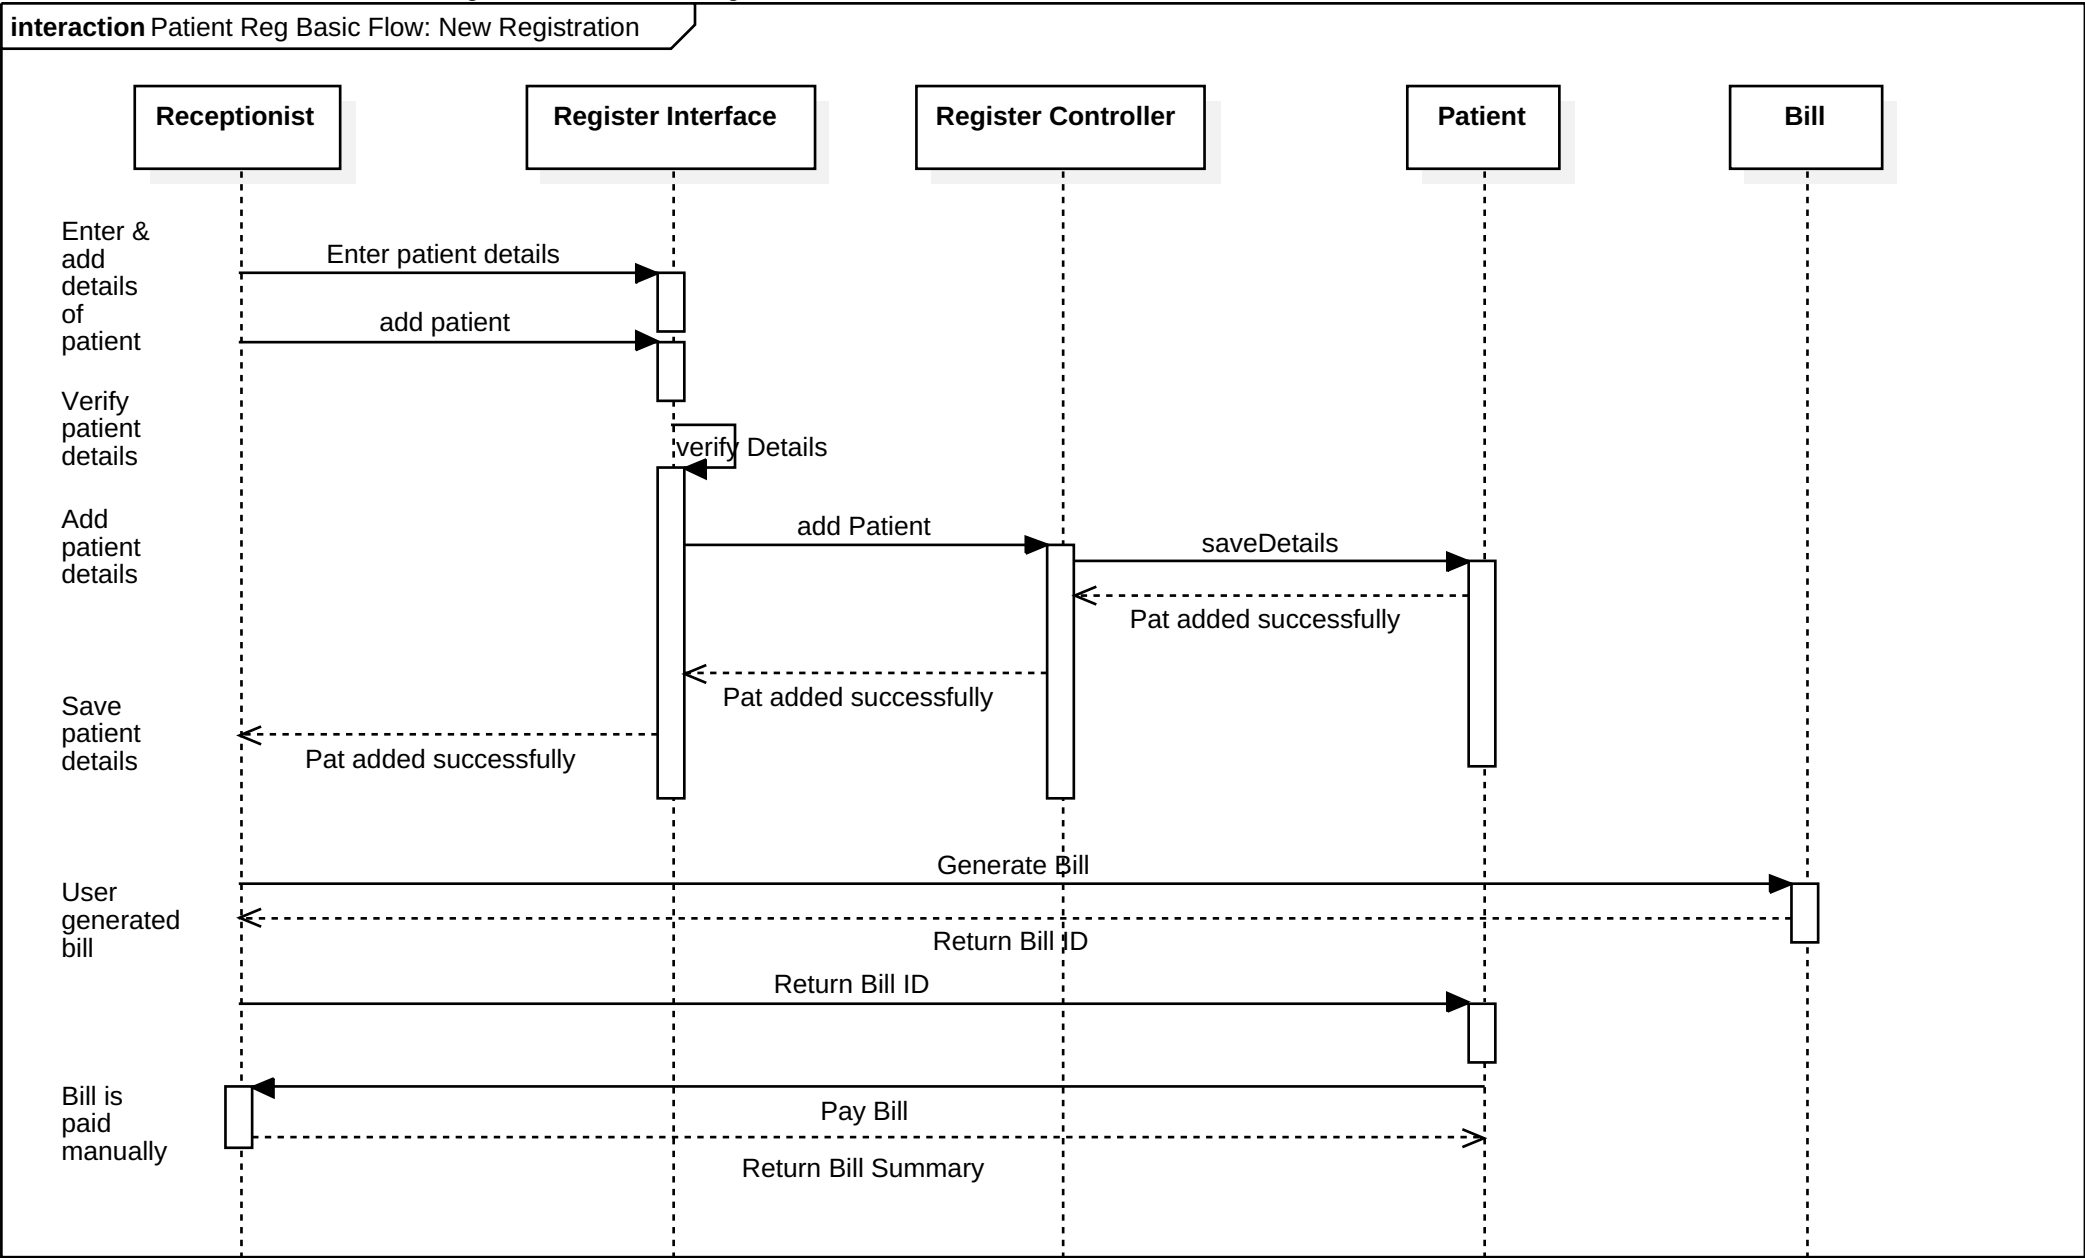 interaction Patient Reg Basic Flow: New Registration
Receptionist
Register Interface
Register Controller
Patient
Bill
Enter &
add
details
of
patient
Enter patient details
add patient
Verify
patient
details
verify Details
Add
patient
details
add Patient
saveDetails
Pat added successfully
Pat added successfully
Save
patient
details
Pat added successfully
Generate Bill
User
generated
bill
Return Bill ID
Return Bill ID
Bill is
paid
manually
Pay Bill
Return Bill Summary